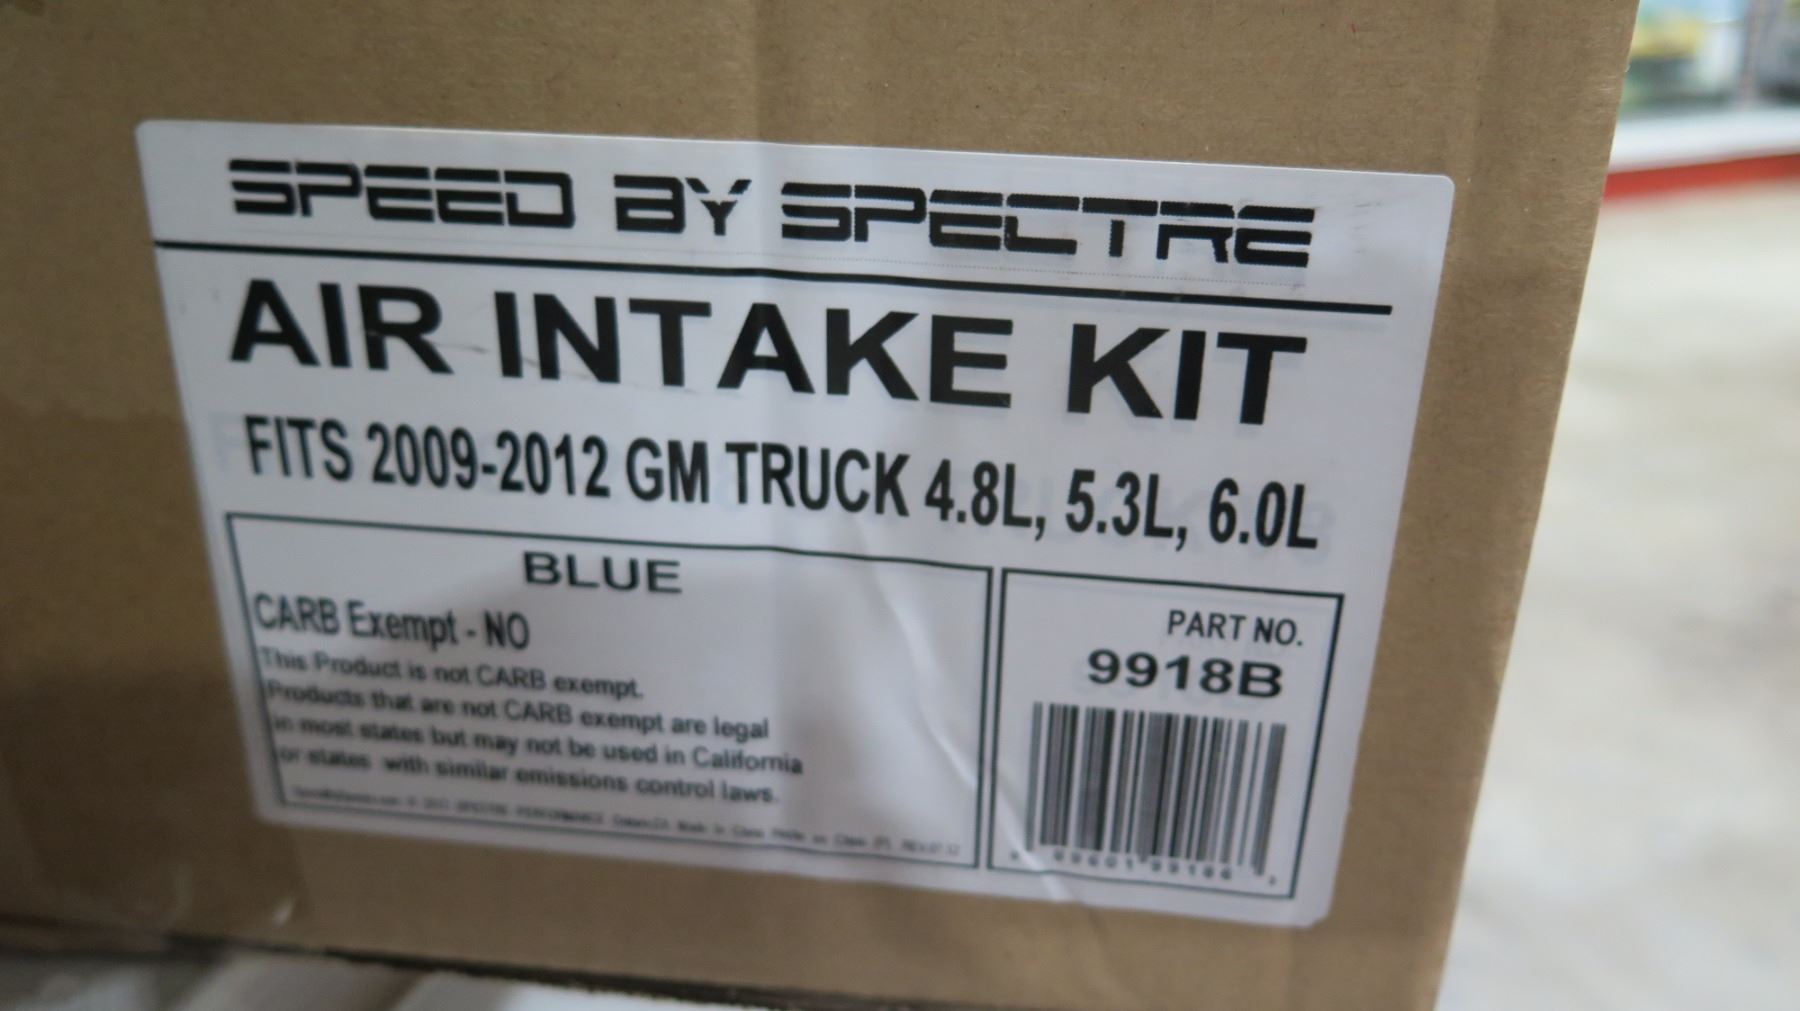 SPEED BY SPECTRE
AIR INTAKE KIT
FITS 2009-2012 GM TRUCK 4.8L, 5.3L, 6.0L
BLUE
CARB Exempt - NO
This Product is not CARB exempt.
Products that are not CARB exempt are legal
in most states but may not be used in California
or states with similar emissions control laws.
SPECTRE PERFORMANCE
PART NO.
9918B